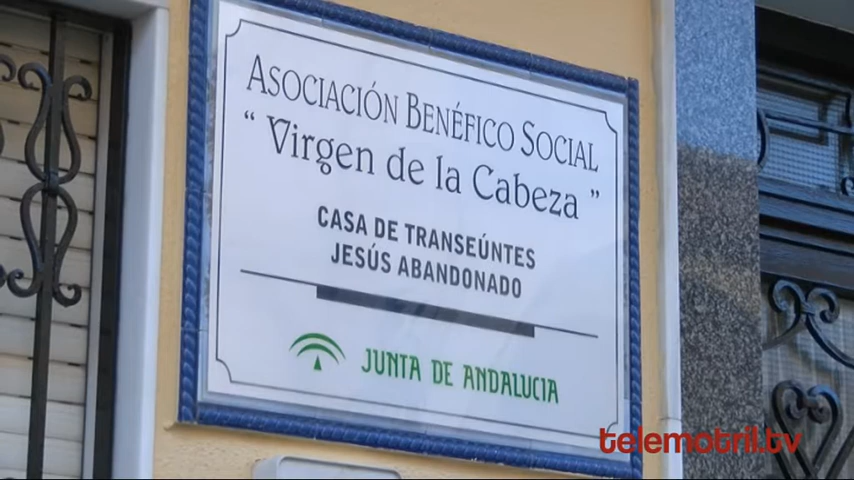 ASOCIACIÓN BENÉFICO SOCIAL
“ Virgen de la Cabeza ”
CASA DE TRANSEÚNTES
JESÚS ABANDONADO
JUNTA DE ANDALUCIA
telemotril.tv